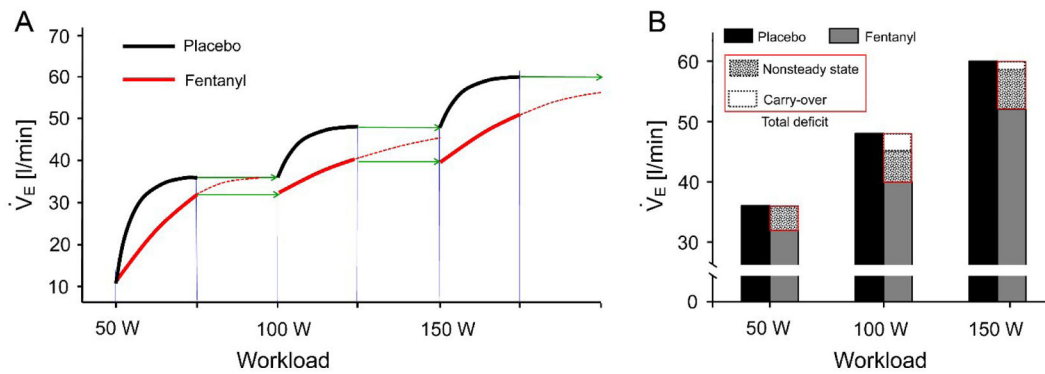 A
V̇E [l/min]
70
60
50
40
30
20
10
Placebo
Fentanyl
50 W
100 W
150 W
Workload
B
Placebo
Fentanyl
Nonsteady state
Carry-over
Total deficit
V̇E [l/min]
60
50
40
30
0
50 W
100 W
150 W
Workload